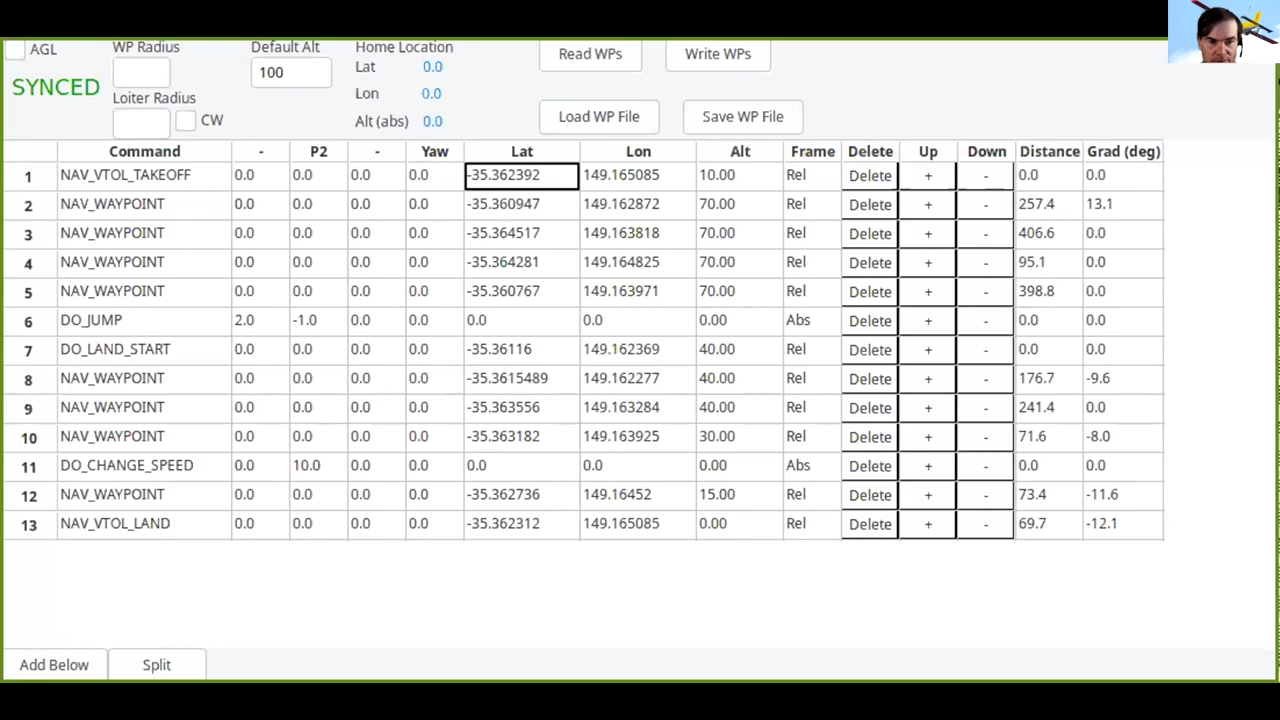 AGL WP Radius Default Alt Home Location Read WPs Write WPs
SYNCED 100 Lat 0.0
Loiter Radius Lon 0.0
CW Alt (abs) 0.0 Load WP File Save WP File
Command - P2 - Yaw Lat Lon Alt Frame Delete Up Down Distance Grad (deg)
1 NAV_VTOL_TAKEOFF 0.0 0.0 0.0 0.0 -35.362392 149.165085 10.00 Rel Delete + - 0.0 0.0
2 NAV_WAYPOINT 0.0 0.0 0.0 0.0 -35.360947 149.162872 70.00 Rel Delete + - 257.4 13.1
3 NAV_WAYPOINT 0.0 0.0 0.0 0.0 -35.364517 149.163818 70.00 Rel Delete + - 406.6 0.0
4 NAV_WAYPOINT 0.0 0.0 0.0 0.0 -35.364281 149.164825 70.00 Rel Delete + - 95.1 0.0
5 NAV_WAYPOINT 0.0 0.0 0.0 0.0 -35.360767 149.163971 70.00 Rel Delete + - 398.8 0.0
6 DO_JUMP 2.0 -1.0 0.0 0.0 0.0 0.0 0.00 Abs Delete + - 0.0 0.0
7 DO_LAND_START 0.0 0.0 0.0 0.0 -35.36116 149.162369 40.00 Rel Delete + - 0.0 0.0
8 NAV_WAYPOINT 0.0 0.0 0.0 0.0 -35.3615489 149.162277 40.00 Rel Delete + - 176.7 -9.6
9 NAV_WAYPOINT 0.0 0.0 0.0 0.0 -35.363556 149.163284 40.00 Rel Delete + - 241.4 0.0
10 NAV_WAYPOINT 0.0 0.0 0.0 0.0 -35.363182 149.163925 30.00 Rel Delete + - 71.6 -8.0
11 DO_CHANGE_SPEED 0.0 10.0 0.0 0.0 0.0 0.0 0.00 Abs Delete + - 0.0 0.0
12 NAV_WAYPOINT 0.0 0.0 0.0 0.0 -35.362736 149.16452 15.00 Rel Delete + - 73.4 -11.6
13 NAV_VTOL_LAND 0.0 0.0 0.0 0.0 -35.362312 149.165085 0.00 Rel Delete + - 69.7 -12.1
Add Below Split